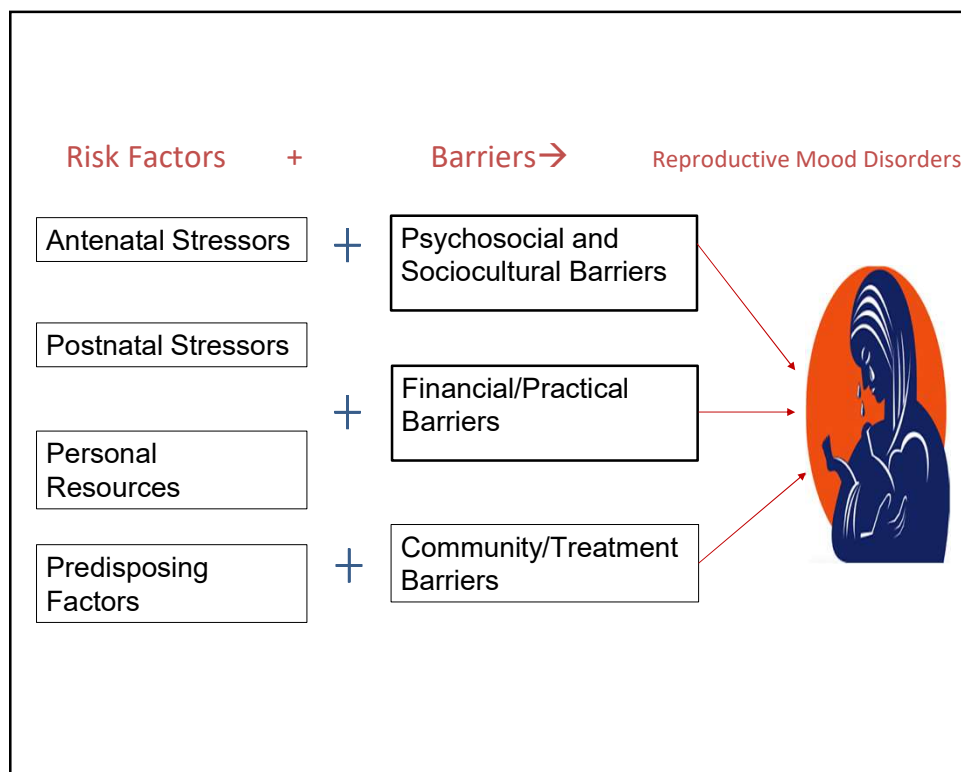 Risk Factors + Barriers→ Reproductive Mood Disorders
Antenatal Stressors + Psychosocial and
Sociocultural Barriers
Postnatal Stressors
+ Financial/Practical
Barriers
Personal
Resources
Predisposing
Factors
+ Community/Treatment
Barriers